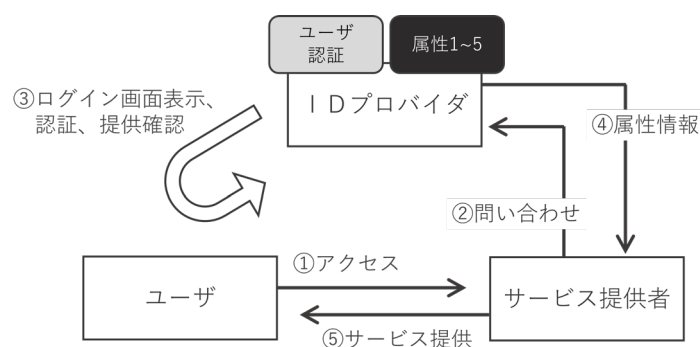 ユーザ
認証
属性1~5
IDプロバイダ
③ログイン画面表示、
認証、提供確認
④属性情報
②問い合わせ
①アクセス
ユーザ
サービス提供者
⑤サービス提供